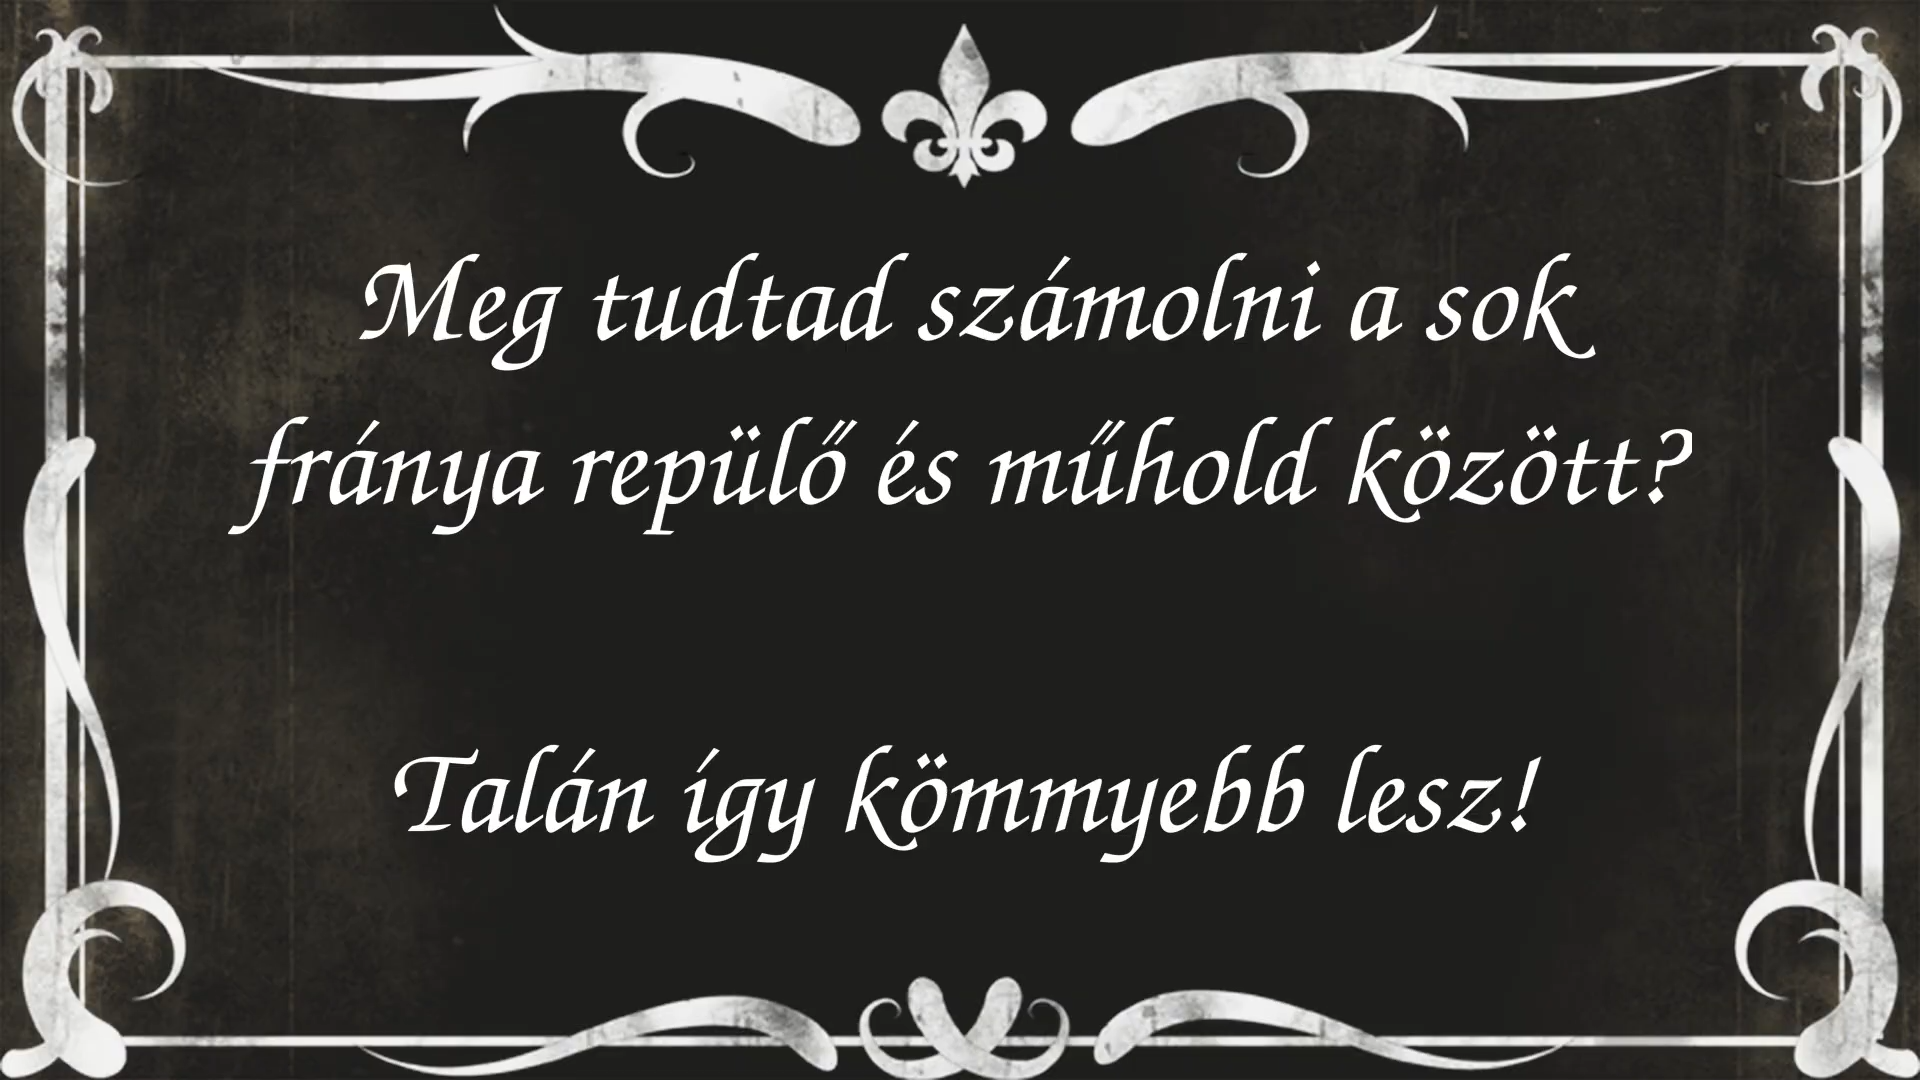 Meg tudtad számolni a sok
fránya repülő és műhold között?
Talán így kömmyebb lesz!